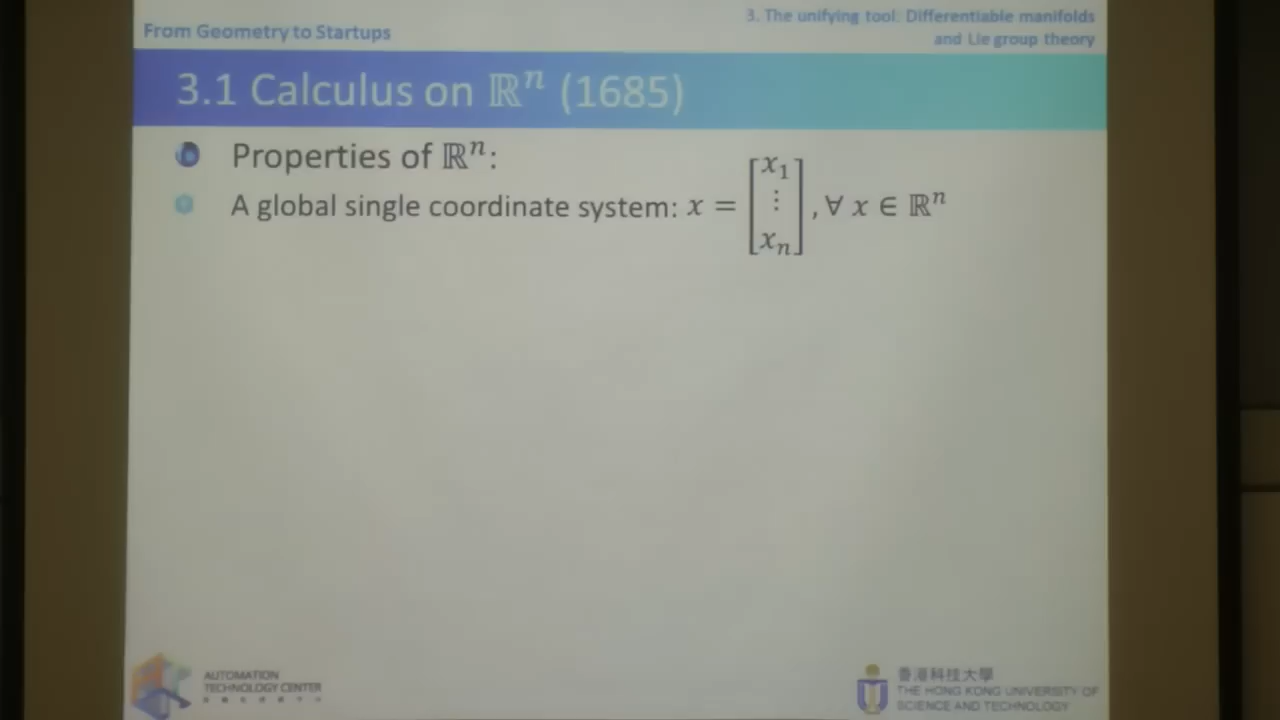 From Geometry to Startups
3. The unifying tool: Differentiable manifolds
and Lie group theory
3.1 Calculus on ℝⁿ (1685)
Properties of ℝⁿ:
A global single coordinate system: x = [x₁ ⋮ xₙ], ∀ x ∈ ℝⁿ
AUTOMATION
TECHNOLOGY CENTER
香港科技大學
THE HONG KONG UNIVERSITY OF
SCIENCE AND TECHNOLOGY